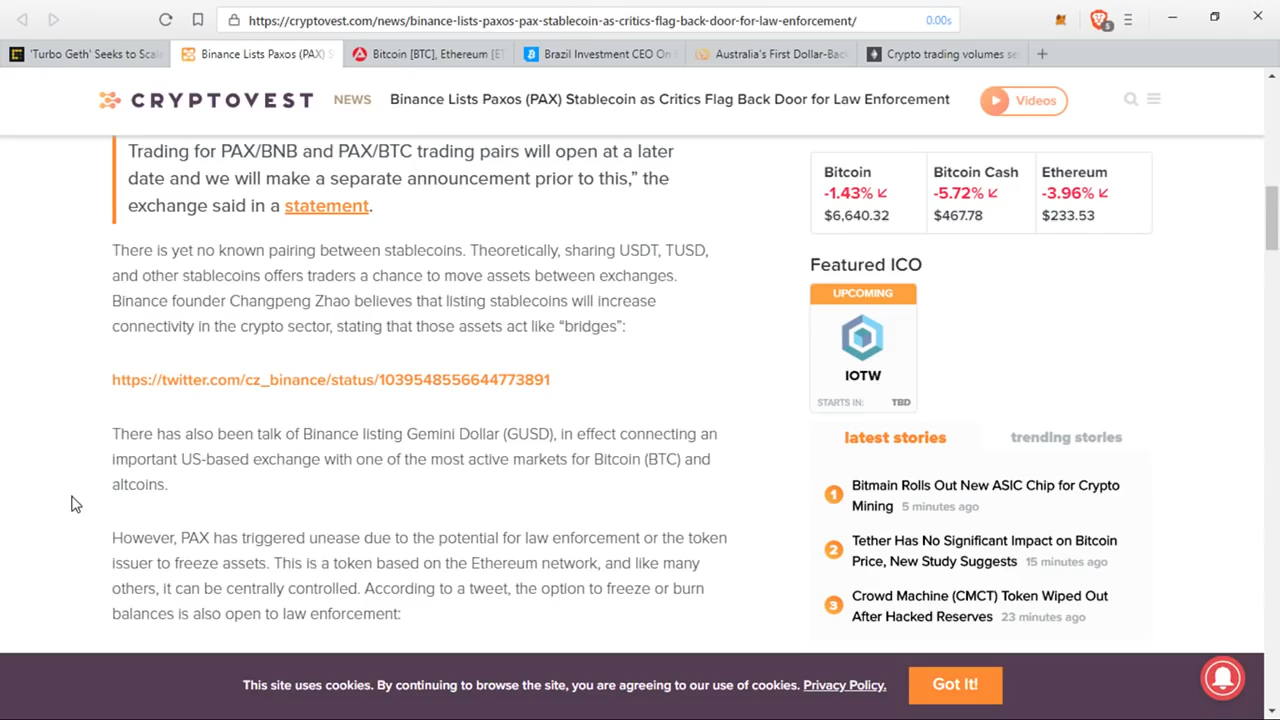 https://cryptovest.com/news/binance-lists-paxos-pax-stablecoin-as-critics-flag-back-door-for-law-enforcement/
0.00s
5
'Turbo Geth' Seeks to Scale
Binance Lists Paxos (PAX) S
Bitcoin [BTC], Ethereum [ET
Brazil Investment CEO On
Australia's First Dollar-Back
Crypto trading volumes se
CRYPTOVEST
NEWS
Binance Lists Paxos (PAX) Stablecoin as Critics Flag Back Door for Law Enforcement
Videos
Trading for PAX/BNB and PAX/BTC trading pairs will open at a later
date and we will make a separate announcement prior to this,” the
exchange said in a statement.
There is yet no known pairing between stablecoins. Theoretically, sharing USDT, TUSD,
and other stablecoins offers traders a chance to move assets between exchanges.
Binance founder Changpeng Zhao believes that listing stablecoins will increase
connectivity in the crypto sector, stating that those assets act like “bridges”:
https://twitter.com/cz_binance/status/1039548556644773891
There has also been talk of Binance listing Gemini Dollar (GUSD), in effect connecting an
important US-based exchange with one of the most active markets for Bitcoin (BTC) and
altcoins.
However, PAX has triggered unease due to the potential for law enforcement or the token
issuer to freeze assets. This is a token based on the Ethereum network, and like many
others, it can be centrally controlled. According to a tweet, the option to freeze or burn
balances is also open to law enforcement:
Bitcoin
-1.43%
$6,640.32
Bitcoin Cash
-5.72%
$467.78
Ethereum
-3.96%
$233.53
Featured ICO
UPCOMING
IOTW
STARTS IN: TBD
latest stories
trending stories
1
Bitmain Rolls Out New ASIC Chip for Crypto
Mining 5 minutes ago
2
Tether Has No Significant Impact on Bitcoin
Price, New Study Suggests 15 minutes ago
3
Crowd Machine (CMCT) Token Wiped Out
After Hacked Reserves 23 minutes ago
This site uses cookies. By continuing to browse the site, you are agreeing to our use of cookies. Privacy Policy.
Got It!